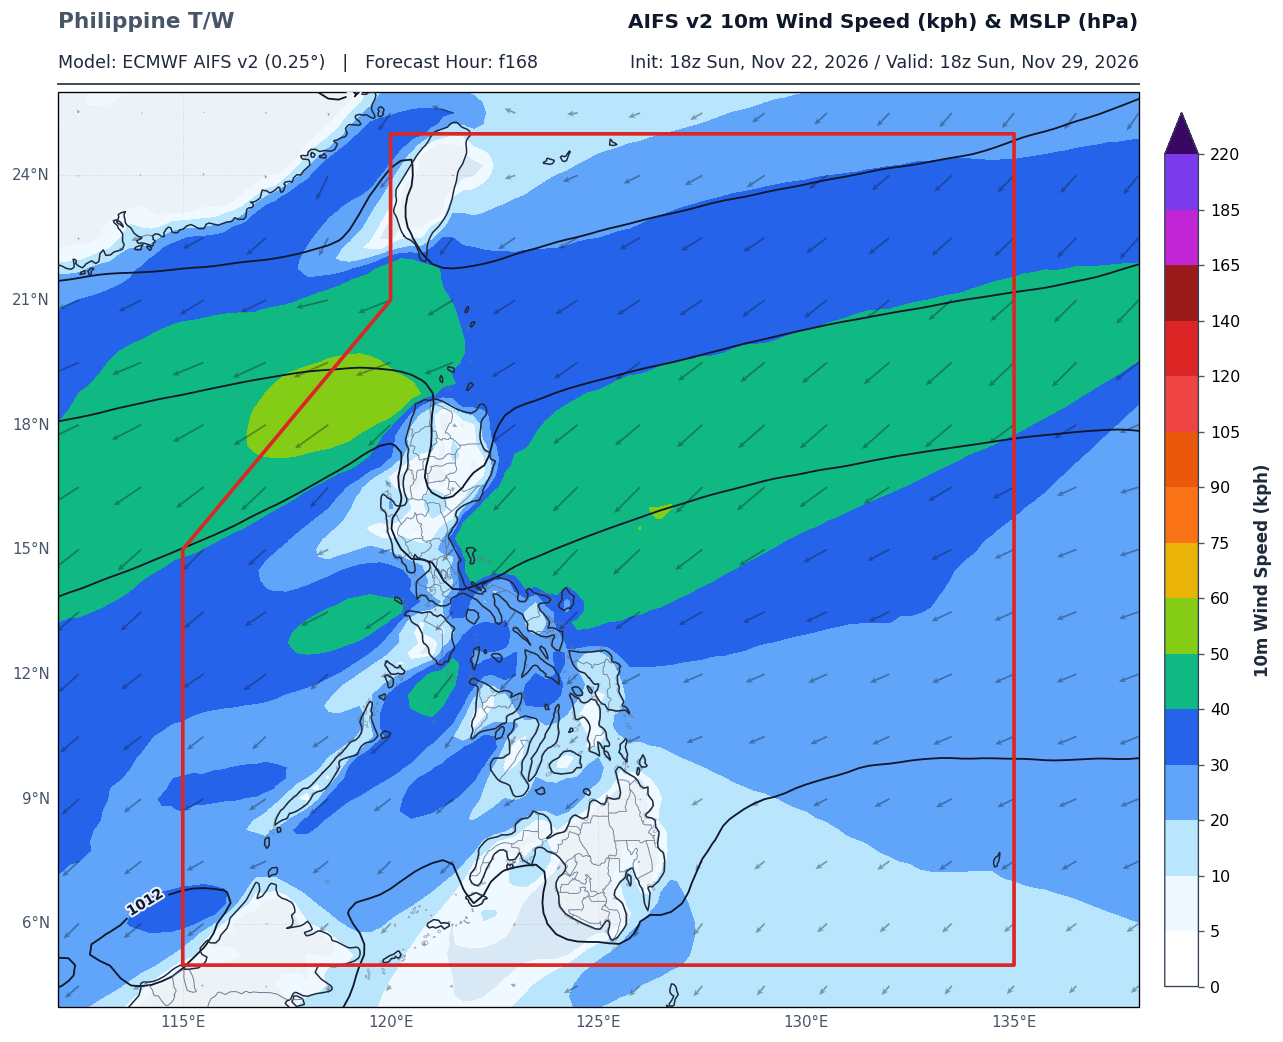 Philippine T/W
AIFS v2 10m Wind Speed (kph) & MSLP (hPa)
Model: ECMWF AIFS v2 (0.25°) | Forecast Hour: f168
Init: 18z Sun, Nov 22, 2026 / Valid: 18z Sun, Nov 29, 2026
24°N
21°N
18°N
15°N
12°N
9°N
6°N
1012
115°E
120°E
125°E
130°E
135°E
220
185
165
140
120
105
90
75
60
50
40
30
20
10
5
0
10m Wind Speed (kph)